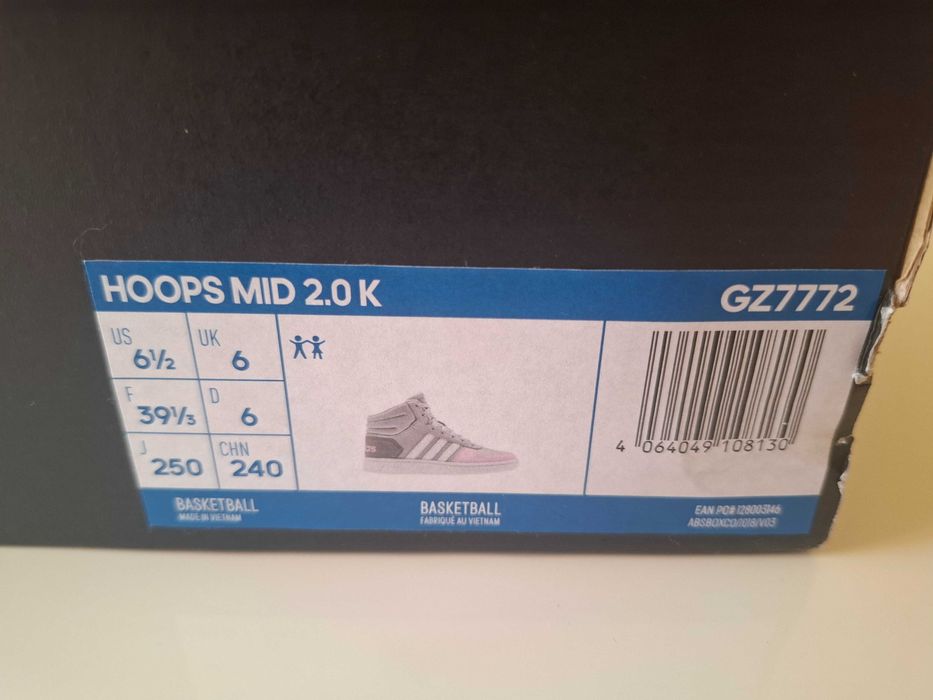 HOOPS MID 2.0 K GZ7772
US 6½ UK 6
F 39⅓ D 6
J 250 CHN 240
4 064049 108130
BASKETBALL
MADE IN VIETNAM
BASKETBALL
FABRIQUÉ AU VIETNAM
EAN PO# 128003146
ABSBOXCO/1018/V03